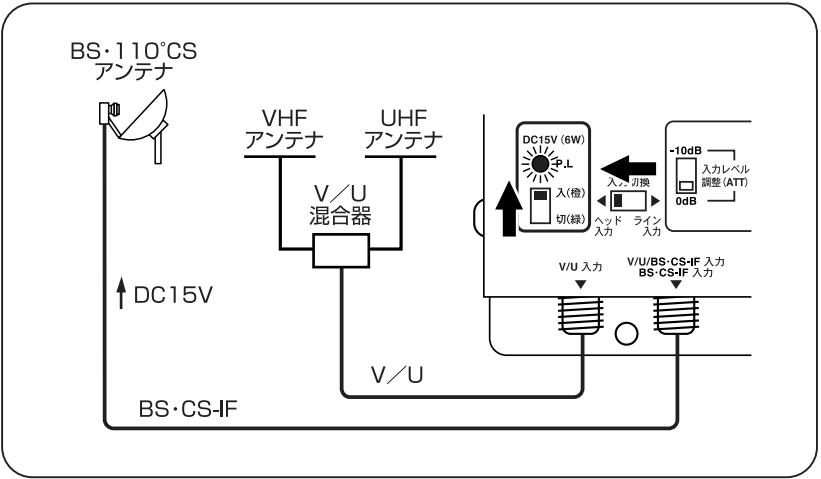 BS・110°CS
アンテナ
VHF
アンテナ
UHF
アンテナ
V／U
混合器
DC15V
V／U
BS・CS-IF
DC15V (6W)
P.L
入(橙)
切(緑)
入力切換
ヘッド
入力
ライン
入力
-10dB
0dB
入力レベル
調整(ATT)
V/U 入力
V/U/BS・CS-IF 入力
BS・CS-IF 入力